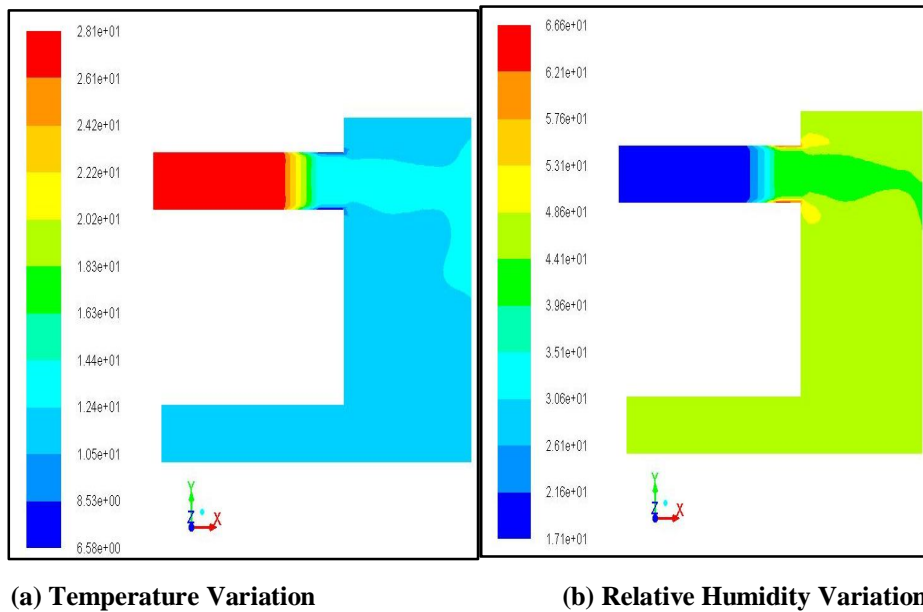 2.81e+01
2.61e+01
2.42e+01
2.22e+01
2.02e+01
1.83e+01
1.63e+01
1.44e+01
1.24e+01
1.05e+01
8.53e+00
6.58e+00
Y
Z
X
(a) Temperature Variation
6.66e+01
6.21e+01
5.76e+01
5.31e+01
4.86e+01
4.41e+01
3.96e+01
3.51e+01
3.06e+01
2.61e+01
2.16e+01
1.71e+01
Y
Z
X
(b) Relative Humidity Variation